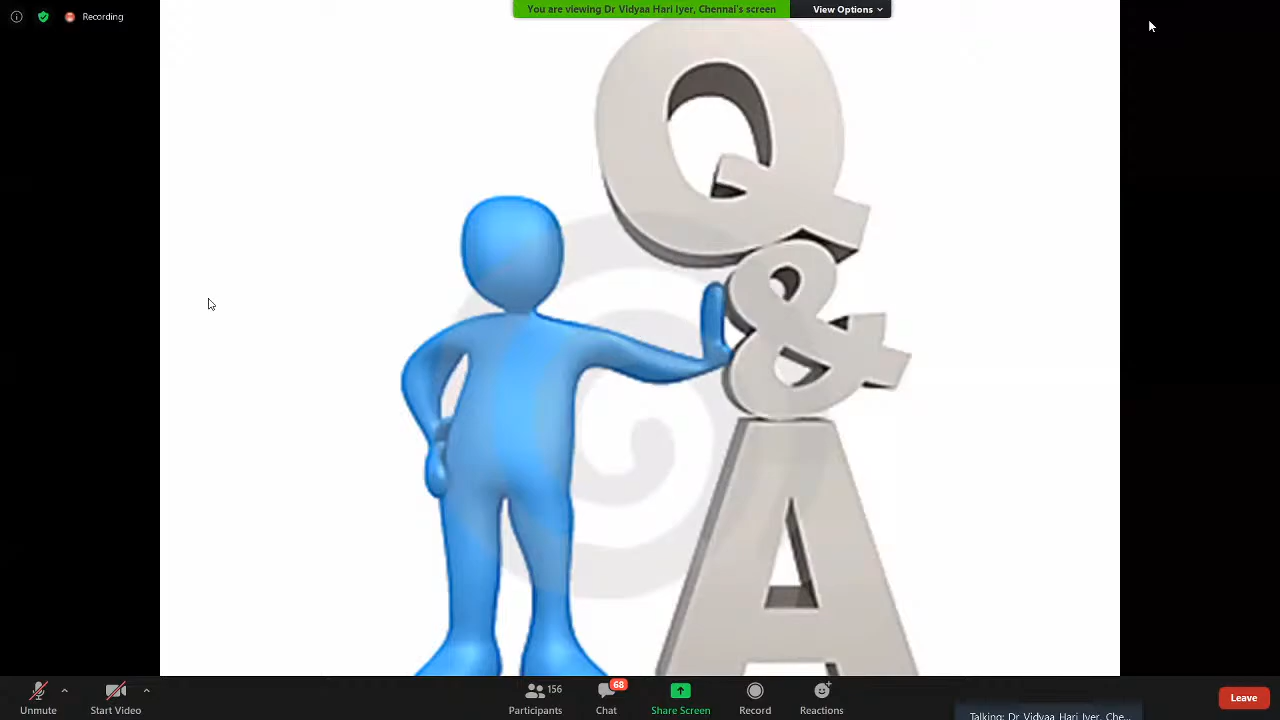 Recording
You are viewing Dr Vidyaa Hari Iyer, Chennai's screen
View Options
Q
&
A
Unmute
Start Video
156
Participants
68
Chat
Share Screen
Record
Reactions
Talking: Dr Vidyaa Hari Iyer, Che...
Leave